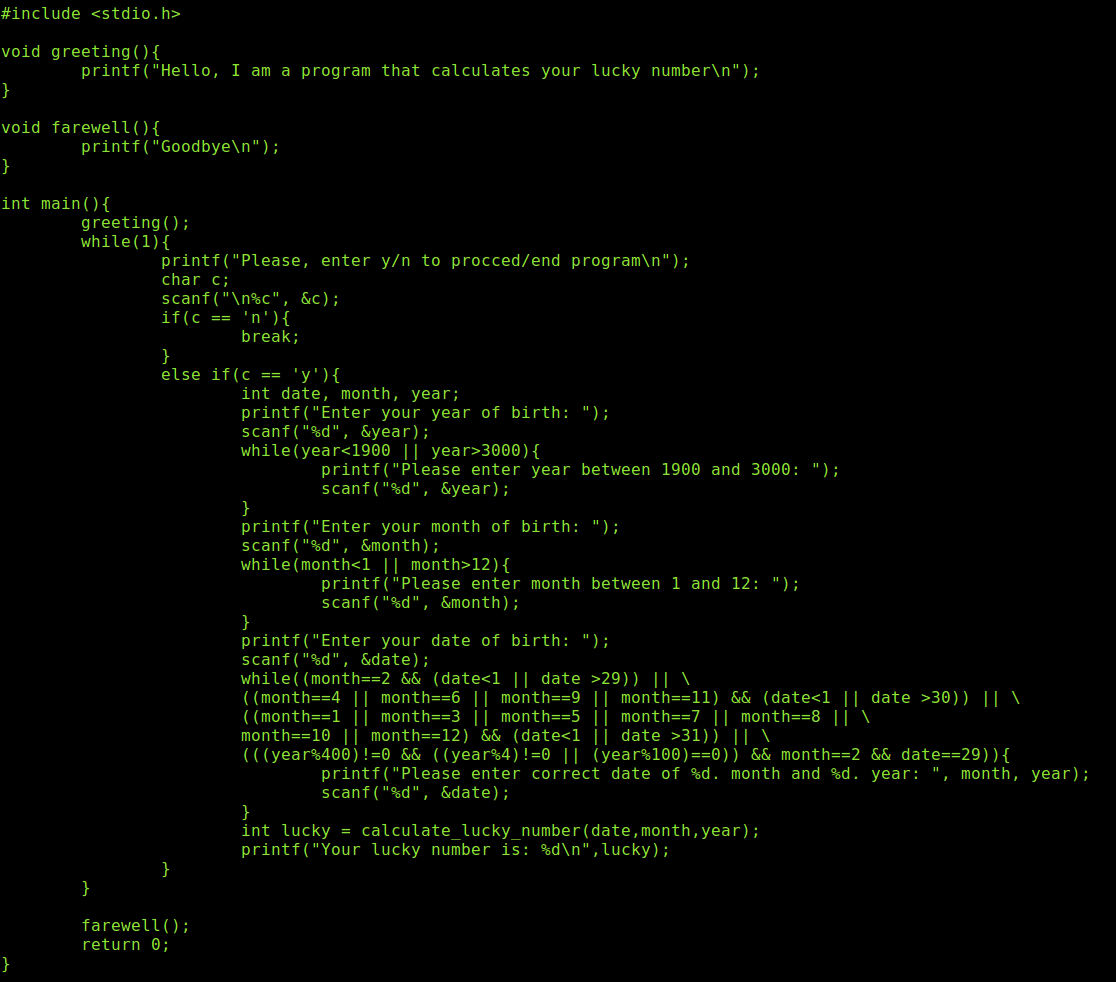 #include <stdio.h>

void greeting(){
        printf("Hello, I am a program that calculates your lucky number\n");
}

void farewell(){
        printf("Goodbye\n");
}

int main(){
        greeting();
        while(1){
                printf("Please, enter y/n to procced/end program\n");
                char c;
                scanf("\n%c", &c);
                if(c == 'n'){
                        break;
                }
                else if(c == 'y'){
                        int date, month, year;
                        printf("Enter your year of birth: ");
                        scanf("%d", &year);
                        while(year<1900 || year>3000){
                                printf("Please enter year between 1900 and 3000: ");
                                scanf("%d", &year);
                        }
                        printf("Enter your month of birth: ");
                        scanf("%d", &month);
                        while(month<1 || month>12){
                                printf("Please enter month between 1 and 12: ");
                                scanf("%d", &month);
                        }
                        printf("Enter your date of birth: ");
                        scanf("%d", &date);
                        while((month==2 && (date<1 || date >29)) || \
                        ((month==4 || month==6 || month==9 || month==11) && (date<1 || date >30)) || \
                        ((month==1 || month==3 || month==5 || month==7 || month==8 || \
                        month==10 || month==12) && (date<1 || date >31)) || \
                        (((year%400)!=0 && ((year%4)!=0 || (year%100)==0)) && month==2 && date==29)){
                                printf("Please enter correct date of %d. month and %d. year: ", month, year);
                                scanf("%d", &date);
                        }
                        int lucky = calculate_lucky_number(date,month,year);
                        printf("Your lucky number is: %d\n",lucky);
                }
        }

        farewell();
        return 0;
}